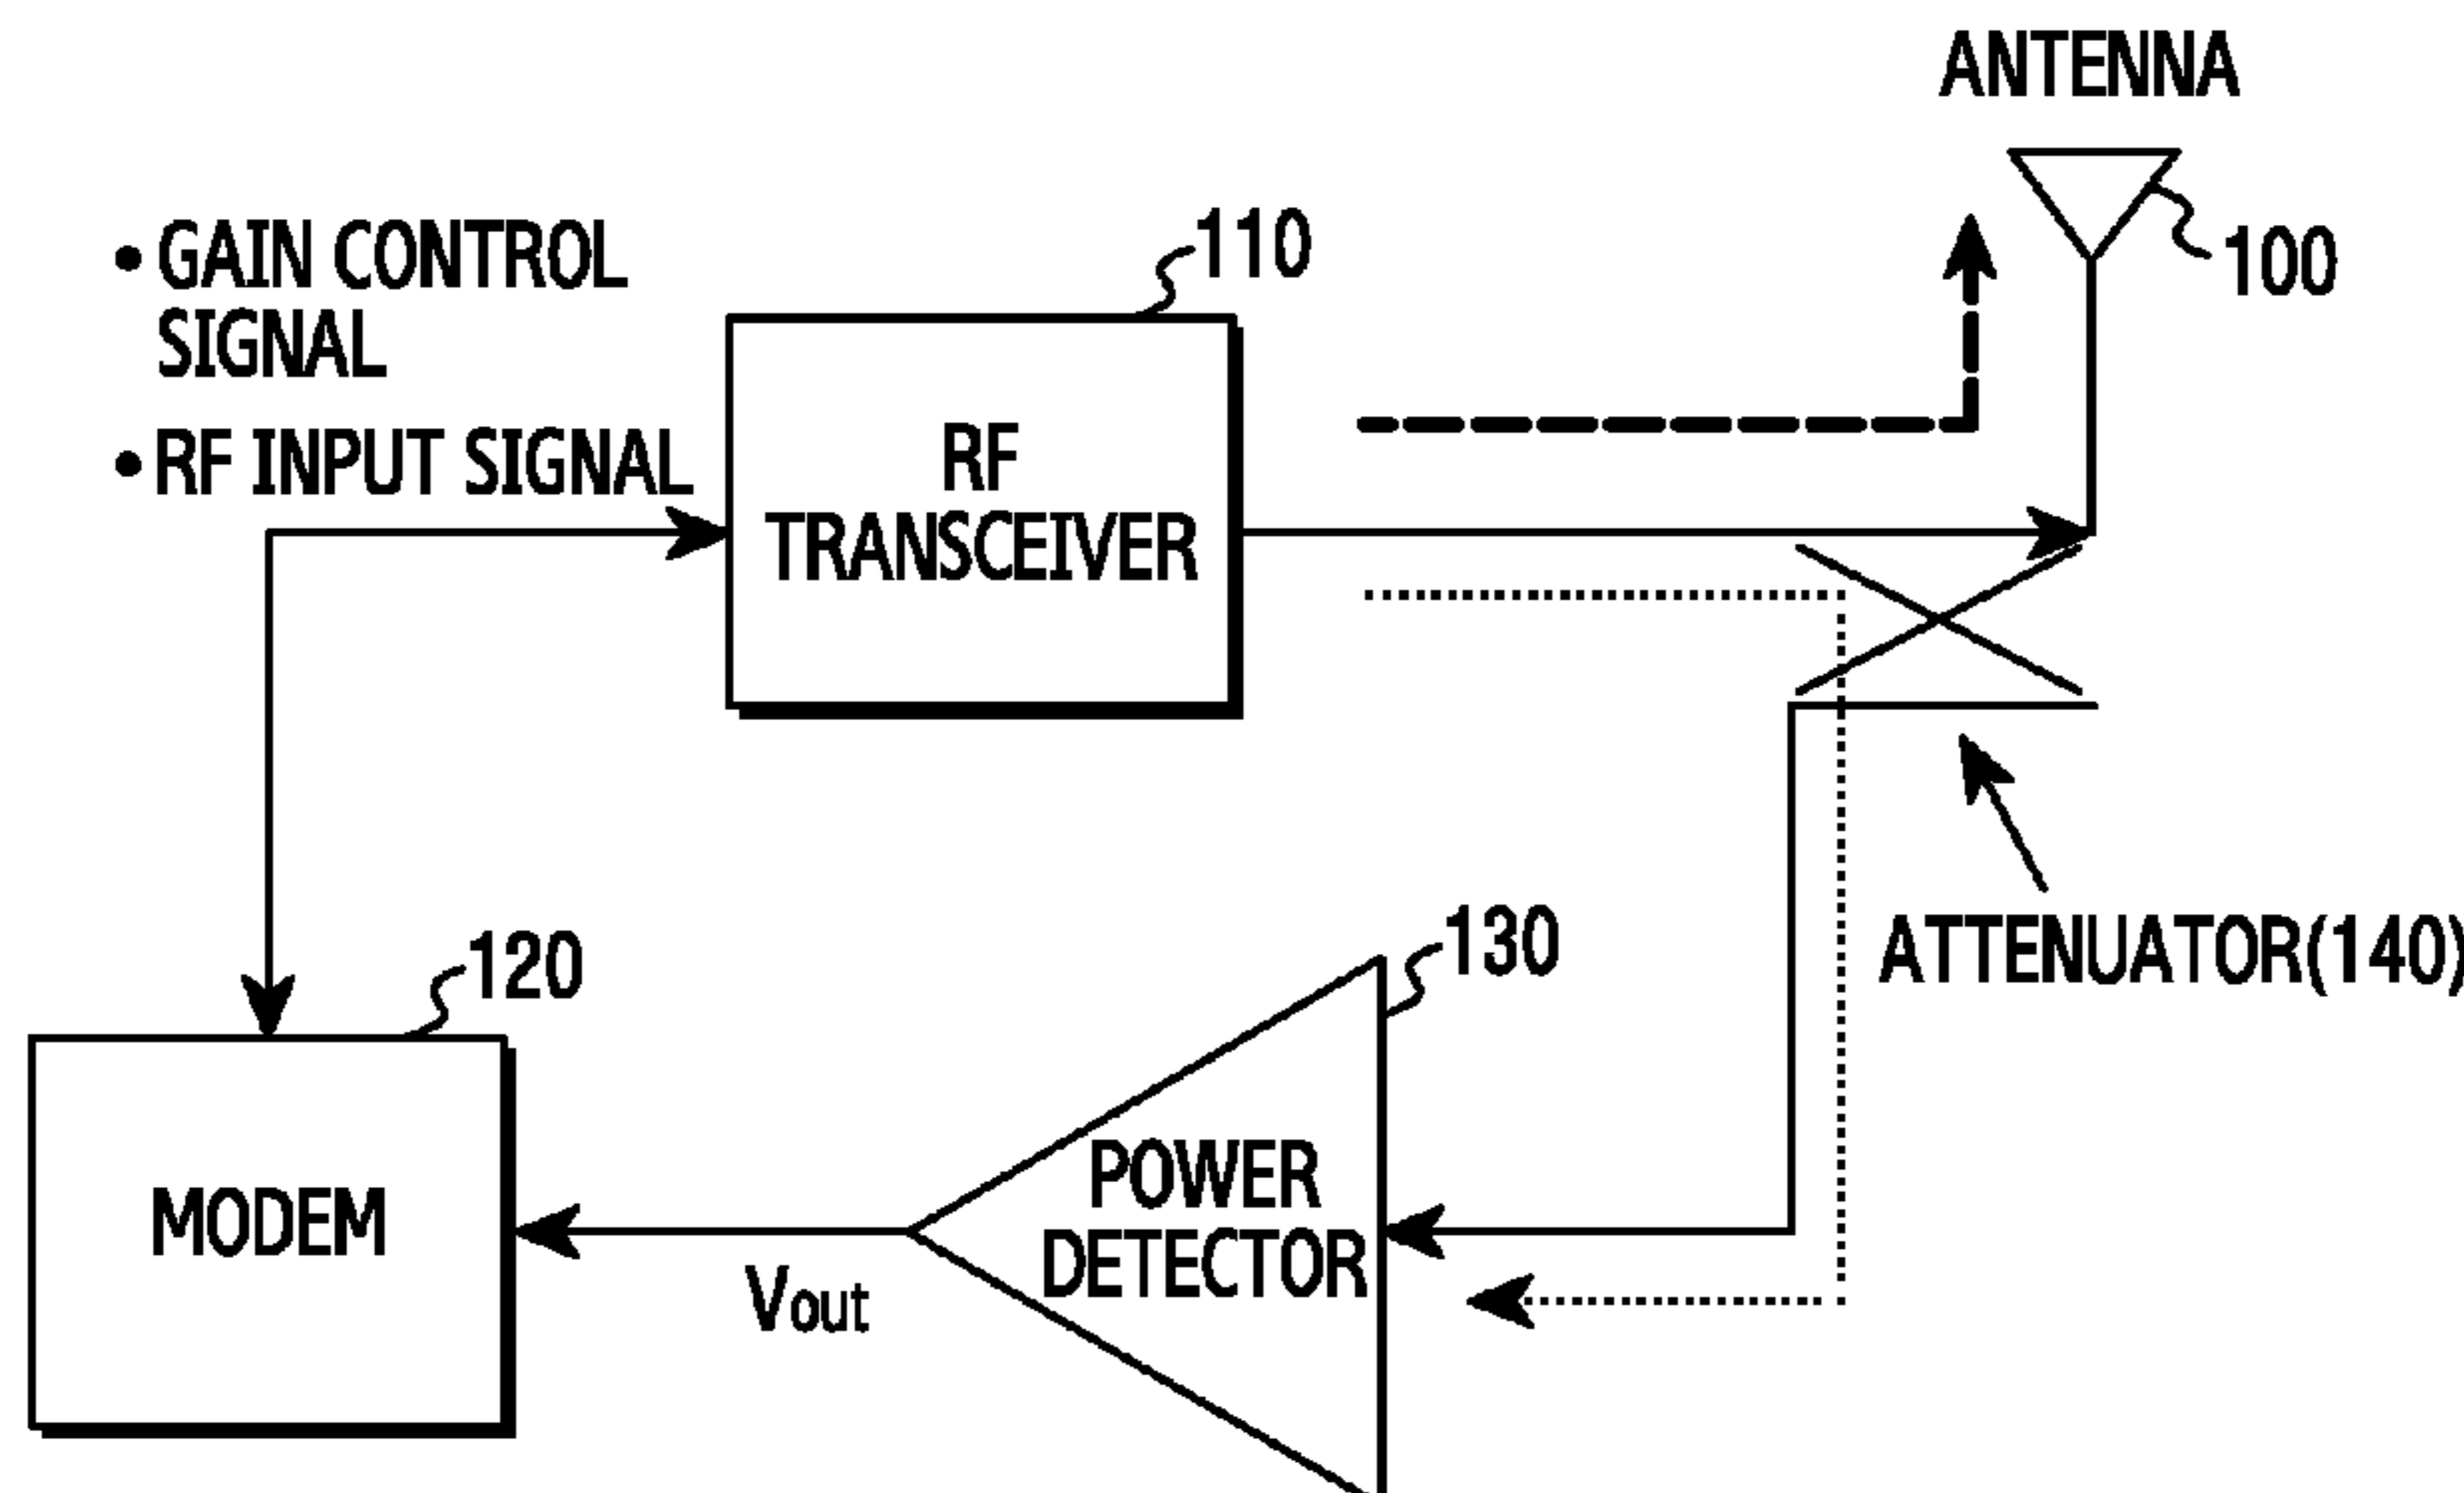 ANTENNA
100
110
• GAIN CONTROL
SIGNAL
• RF INPUT SIGNAL
RF
TRANSCEIVER
ATTENUATOR(140)
130
120
POWER
DETECTOR
MODEM
Vout